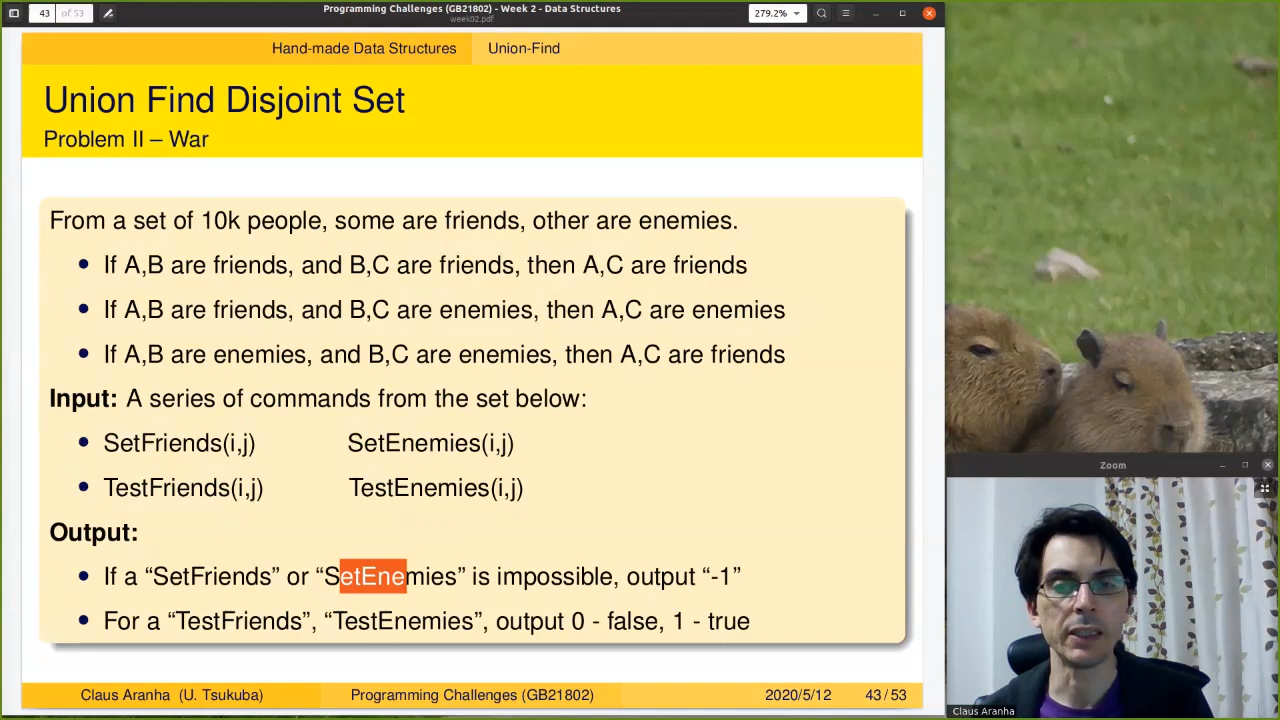 43 of 53
Programming Challenges (GB21802) - Week 2 - Data Structures
week02.pdf
279.2%
Hand-made Data Structures Union-Find
Union Find Disjoint Set
Problem II – War
From a set of 10k people, some are friends, other are enemies.
• If A,B are friends, and B,C are friends, then A,C are friends
• If A,B are friends, and B,C are enemies, then A,C are enemies
• If A,B are enemies, and B,C are enemies, then A,C are friends
Input: A series of commands from the set below:
• SetFriends(i,j) SetEnemies(i,j)
• TestFriends(i,j) TestEnemies(i,j)
Output:
• If a “SetFriends” or “SetEnemies” is impossible, output “-1”
• For a “TestFriends”, “TestEnemies”, output 0 - false, 1 - true
Claus Aranha (U. Tsukuba) Programming Challenges (GB21802) 2020/5/12 43 / 53
Zoom
Claus Aranha